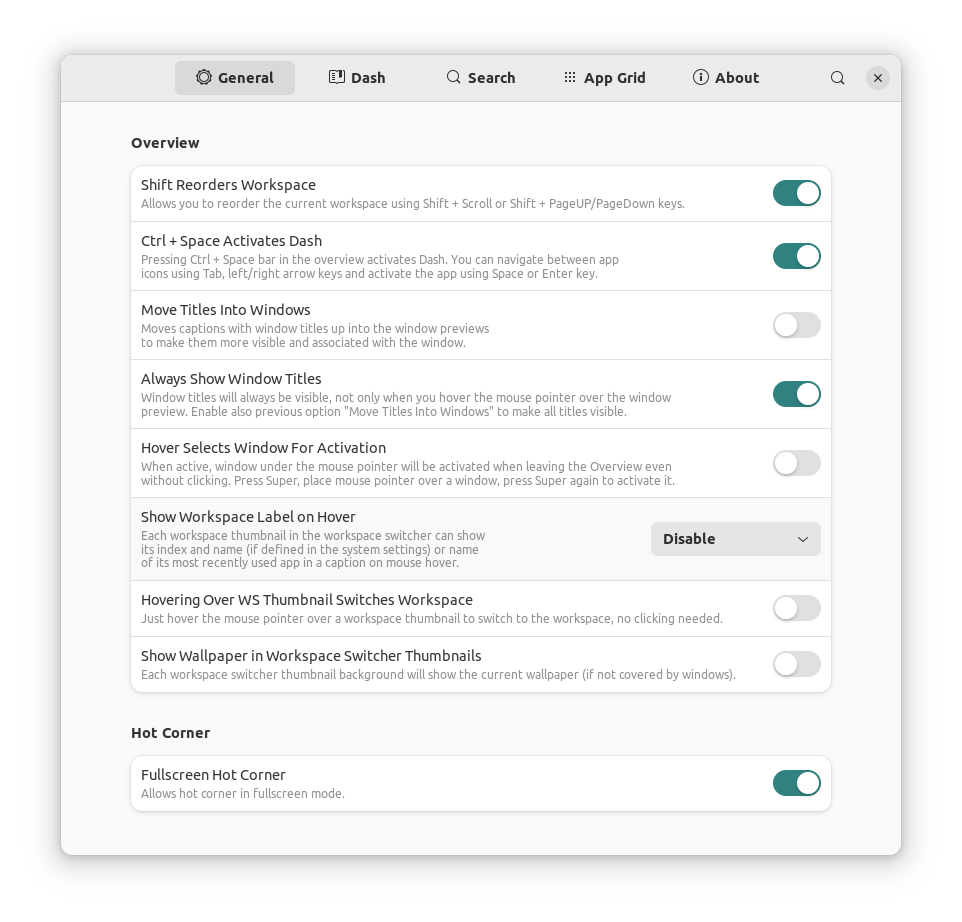 General
Dash
Search
App Grid
About
Overview
Shift Reorders Workspace
Allows you to reorder the current workspace using Shift + Scroll or Shift + PageUP/PageDown keys.
Ctrl + Space Activates Dash
Pressing Ctrl + Space bar in the overview activates Dash. You can navigate between app
icons using Tab, left/right arrow keys and activate the app using Space or Enter key.
Move Titles Into Windows
Moves captions with window titles up into the window previews
to make them more visible and associated with the window.
Always Show Window Titles
Window titles will always be visible, not only when you hover the mouse pointer over the window
preview. Enable also previous option "Move Titles Into Windows" to make all titles visible.
Hover Selects Window For Activation
When active, window under the mouse pointer will be activated when leaving the Overview even
without clicking. Press Super, place mouse pointer over a window, press Super again to activate it.
Show Workspace Label on Hover
Each workspace thumbnail in the workspace switcher can show
its index and name (if defined in the system settings) or name
of its most recently used app in a caption on mouse hover.
Disable
Hovering Over WS Thumbnail Switches Workspace
Just hover the mouse pointer over a workspace thumbnail to switch to the workspace, no clicking needed.
Show Wallpaper in Workspace Switcher Thumbnails
Each workspace switcher thumbnail background will show the current wallpaper (if not covered by windows).
Hot Corner
Fullscreen Hot Corner
Allows hot corner in fullscreen mode.